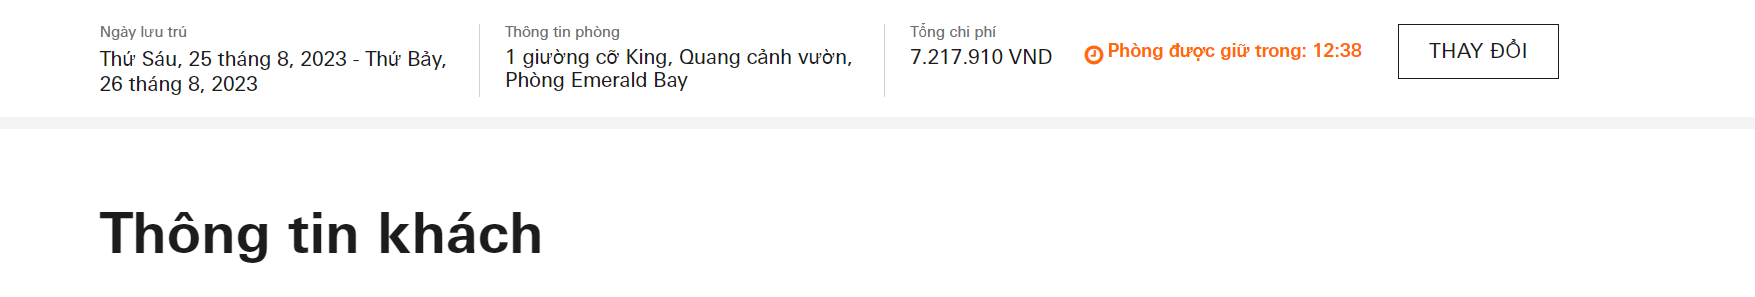 Ngày lưu trú
Thứ Sáu, 25 tháng 8, 2023 - Thứ Bảy,
26 tháng 8, 2023
Thông tin phòng
1 giường cỡ King, Quang cảnh vườn,
Phòng Emerald Bay
Tổng chi phí
7.217.910 VND
Phòng được giữ trong: 12:38
THAY ĐỔI
Thông tin khách